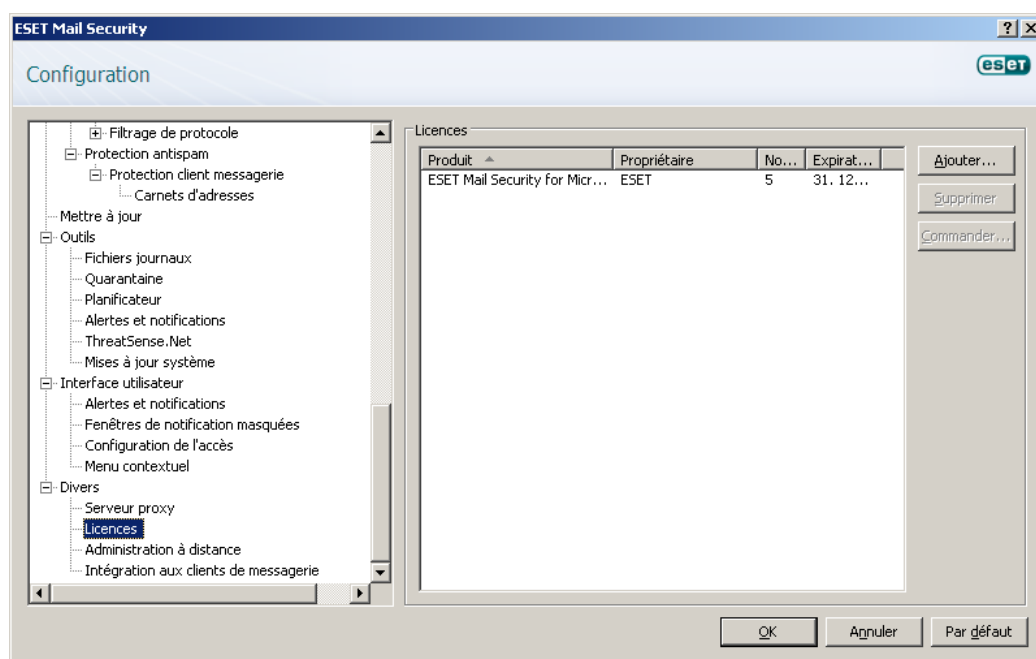 ESET Mail Security
Configuration
eset
Filtrage de protocole
Protection antispam
Protection client messagerie
Carnets d'adresses
Mettre à jour
Outils
Fichiers journaux
Quarantaine
Planificateur
Alertes et notifications
ThreatSense.Net
Mises à jour système
Interface utilisateur
Alertes et notifications
Fenêtres de notification masquées
Configuration de l'accès
Menu contextuel
Divers
Serveur proxy
Licences
Administration à distance
Intégration aux clients de messagerie
Licences
Produit Propriétaire No... Expirat...
ESET Mail Security for Micr... ESET 5 31. 12...
Ajouter...
Supprimer
Commander...
OK Annuler Par défaut